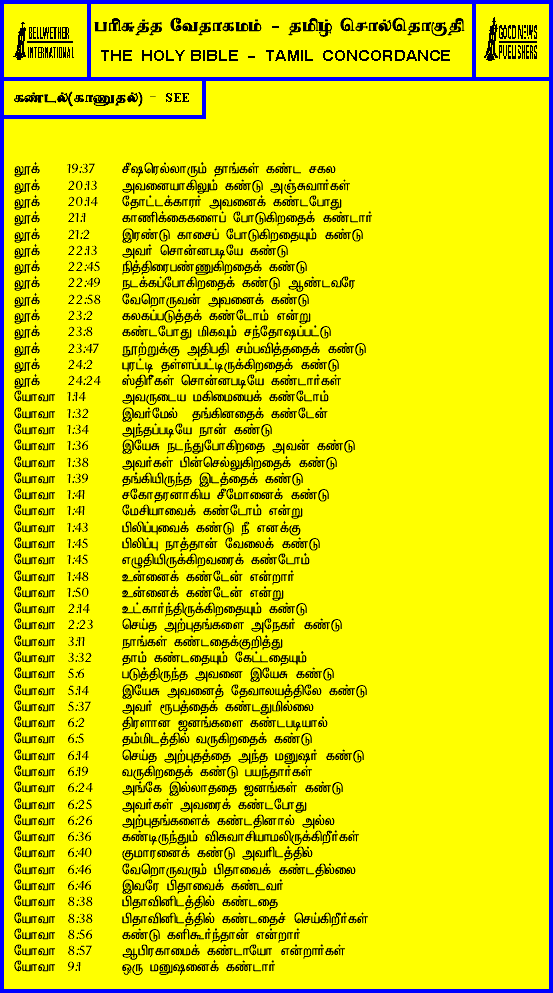 BELLWETHER
INTERNATIONAL
பரிசுத்த வேதாகமம் - தமிழ் சொல்தொகுதி
THE HOLY BIBLE - TAMIL CONCORDANCE
GOOD NEWS
PUBLISHERS
கண்டல்(காணுதல்) - SEE
லூக் 19:37 சீஷரெல்லாரும் தாங்கள் கண்ட சகல
லூக் 20:13 அவனையாகிலும் கண்டு அஞ்சுவார்கள்
லூக் 20:14 தோட்டக்காரர் அவனைக் கண்டபோது
லூக் 21:1 காணிக்கைகளைப் போடுகிறதைக் கண்டார்
லூக் 21:2 இரண்டு காசைப் போடுகிறதையும் கண்டு
லூக் 22:13 அவர் சொன்னபடியே கண்டு
லூக் 22:45 நித்திரைபண்ணுகிறதைக் கண்டு
லூக் 22:49 நடக்கப்போகிறதைக் கண்டு ஆண்டவரே
லூக் 22:58 வேறொருவன் அவனைக் கண்டு
லூக் 23:2 கலகப்படுத்தக் கண்டோம் என்று
லூக் 23:8 கண்டபோது மிகவும் சந்தோஷப்பட்டு
லூக் 23:47 நூற்றுக்கு அதிபதி சம்பவித்ததைக் கண்டு
லூக் 24:2 புரட்டி தள்ளப்பட்டிருக்கிறதைக் கண்டு
லூக் 24:24 ஸ்திரீகள் சொன்னபடியே கண்டார்கள்
யோவா 1:14 அவருடைய மகிமையைக் கண்டோம்
யோவா 1:32 இவர்மேல் தங்கினதைக் கண்டேன்
யோவா 1:34 அந்தப்படியே நான் கண்டு
யோவா 1:36 இயேசு நடந்துபோகிறதை அவன் கண்டு
யோவா 1:38 அவர்கள் பின்செல்லுகிறதைக் கண்டு
யோவா 1:39 தங்கியிருந்த இடத்தைக் கண்டு
யோவா 1:41 சகோதரனாகிய சீமோனைக் கண்டு
யோவா 1:41 மேசியாவைக் கண்டோம் என்று
யோவா 1:43 பிலிப்புவைக் கண்டு நீ எனக்கு
யோவா 1:45 பிலிப்பு நாத்தான் வேலைக் கண்டு
யோவா 1:45 எழுதியிருக்கிறவரைக் கண்டோம்
யோவா 1:48 உன்னைக் கண்டேன் என்றார்
யோவா 1:50 உன்னைக் கண்டேன் என்று
யோவா 2:14 உட்கார்ந்திருக்கிறதையும் கண்டு
யோவா 2:23 செய்த அற்புதங்களை அநேகர் கண்டு
யோவா 3:11 நாங்கள் கண்டதைக்குறித்து
யோவா 3:32 தாம் கண்டதையும் கேட்டதையும்
யோவா 5:6 படுத்திருந்த அவனை இயேசு கண்டு
யோவா 5:14 இயேசு அவனைத் தேவாலயத்திலே கண்டு
யோவா 5:37 அவர் ரூபத்தைக் கண்டதுமில்லை
யோவா 6:2 திரளான ஜனங்களை கண்டபடியால்
யோவா 6:5 தம்மிடத்தில் வருகிறதைக் கண்டு
யோவா 6:14 செய்த அற்புதத்தை அந்த மனுஷர் கண்டு
யோவா 6:19 வருகிறதைக் கண்டு பயந்தார்கள்
யோவா 6:24 அங்கே இல்லாததை ஜனங்கள் கண்டு
யோவா 6:25 அவர்கள் அவரைக் கண்டபோது
யோவா 6:26 அற்புதங்களைக் கண்டதினால் அல்ல
யோவா 6:36 கண்டிருந்தும் விசுவாசியாமலிருக்கிறீர்கள்
யோவா 6:40 குமாரனைக் கண்டு அவரிடத்தில்
யோவா 6:46 வேறொருவரும் பிதாவைக் கண்டதில்லை
யோவா 6:46 இவரே பிதாவைக் கண்டவர்
யோவா 8:38 பிதாவினிடத்தில் கண்டதை
யோவா 8:38 பிதாவினிடத்தில் கண்டதைச் செய்கிறீர்கள்
யோவா 8:56 கண்டு களிகூர்ந்தான் என்றார்
யோவா 8:57 ஆபிரகாமைக் கண்டாயோ என்றார்கள்
யோவா 9:1 ஒரு மனுஷனைக் கண்டார்